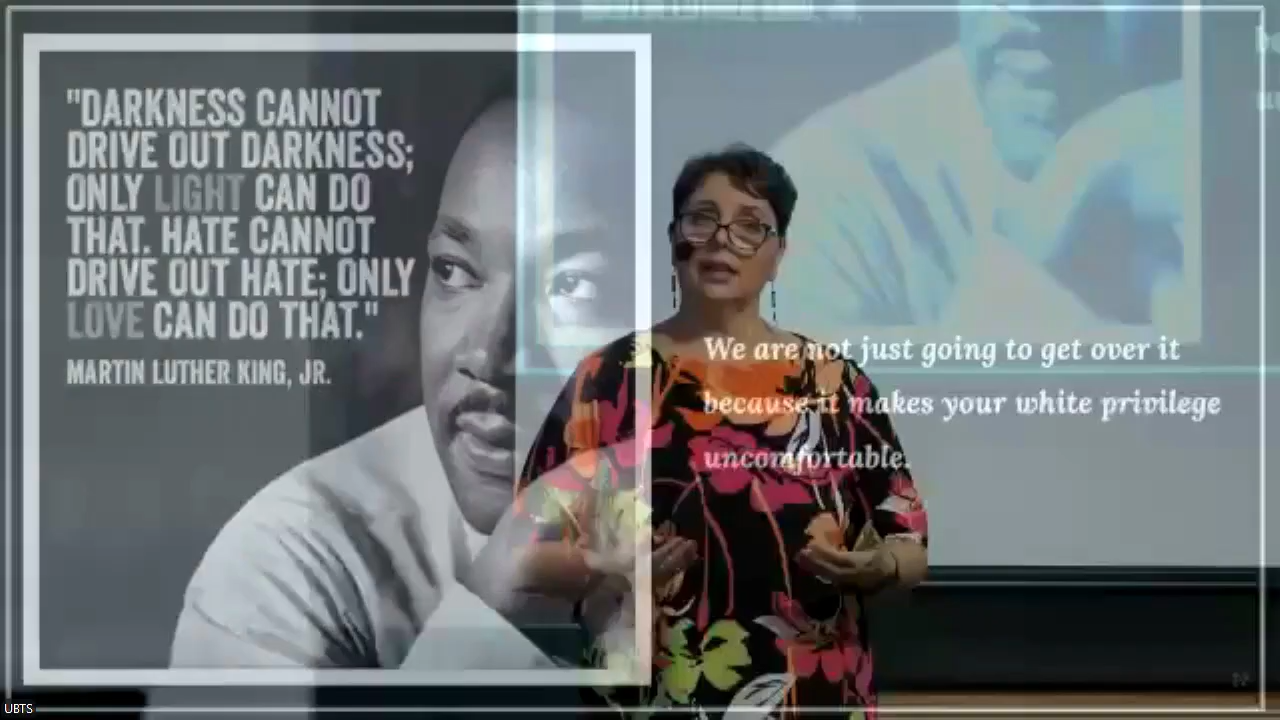 "DARKNESS CANNOT
DRIVE OUT DARKNESS;
ONLY LIGHT CAN DO
THAT. HATE CANNOT
DRIVE OUT HATE; ONLY
LOVE CAN DO THAT."
MARTIN LUTHER KING, JR.
We are not just going to get over it
because it makes your white privilege
uncomfortable.
UBTS